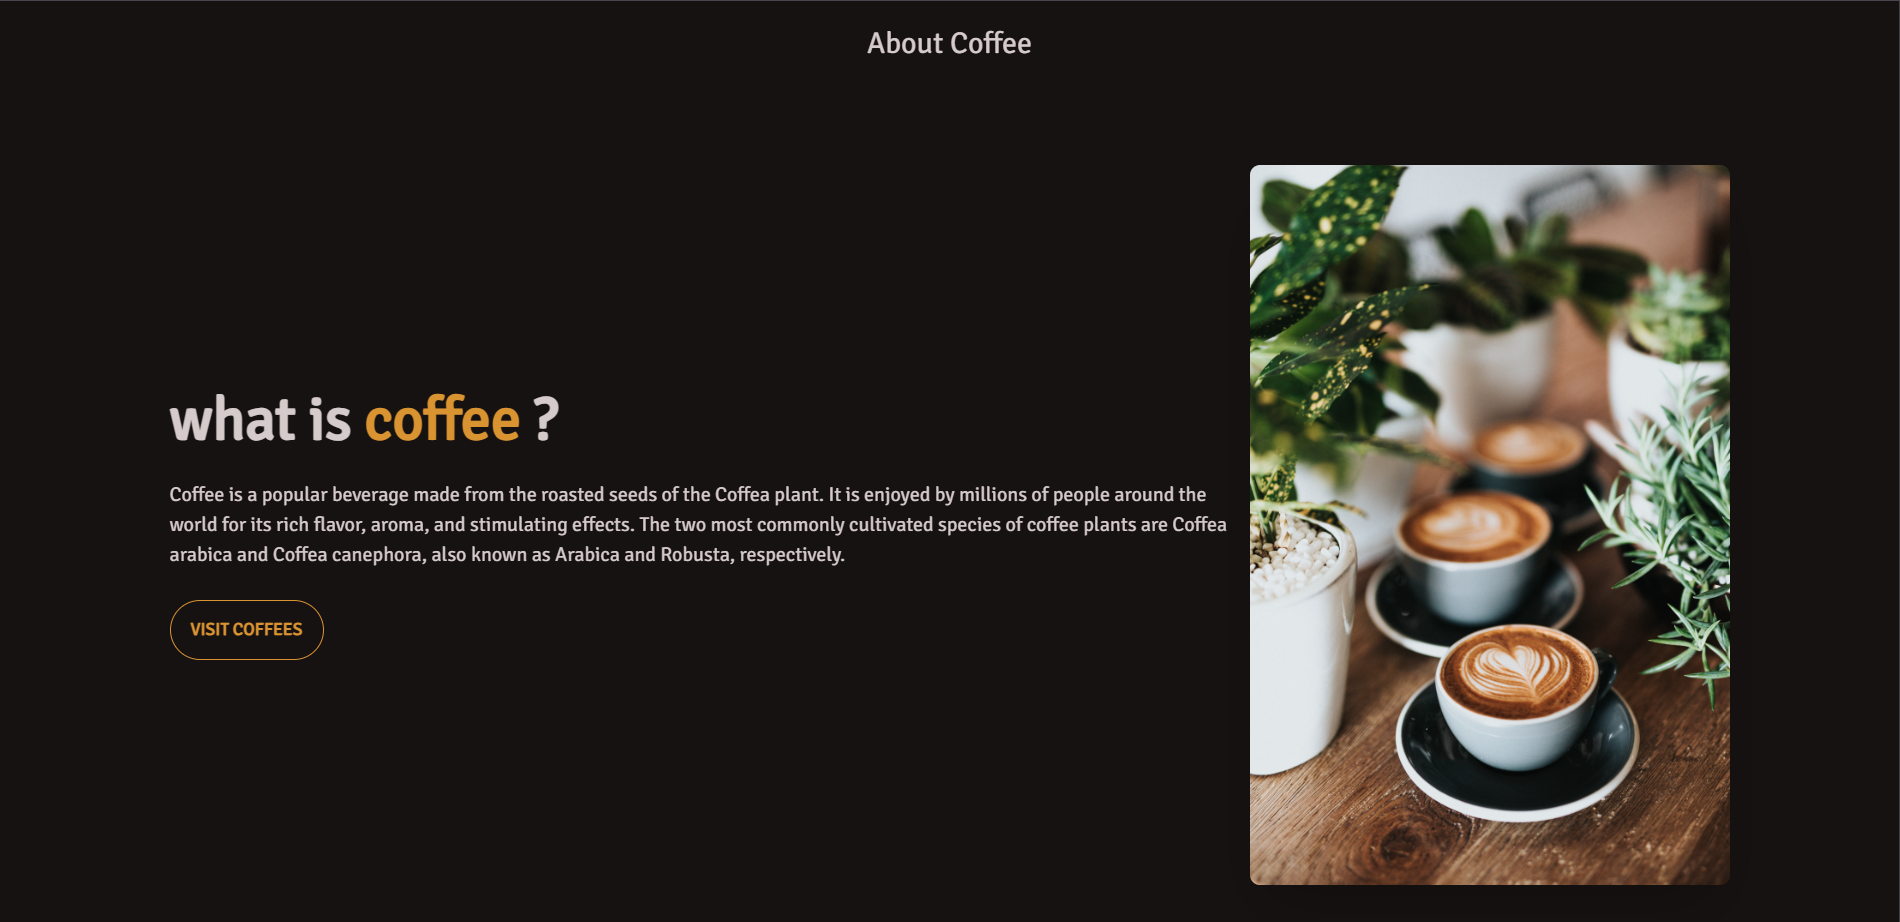 About Coffee
what is coffee ?
Coffee is a popular beverage made from the roasted seeds of the Coffea plant. It is enjoyed by millions of people around the
world for its rich flavor, aroma, and stimulating effects. The two most commonly cultivated species of coffee plants are Coffea
arabica and Coffea canephora, also known as Arabica and Robusta, respectively.
VISIT COFFEES